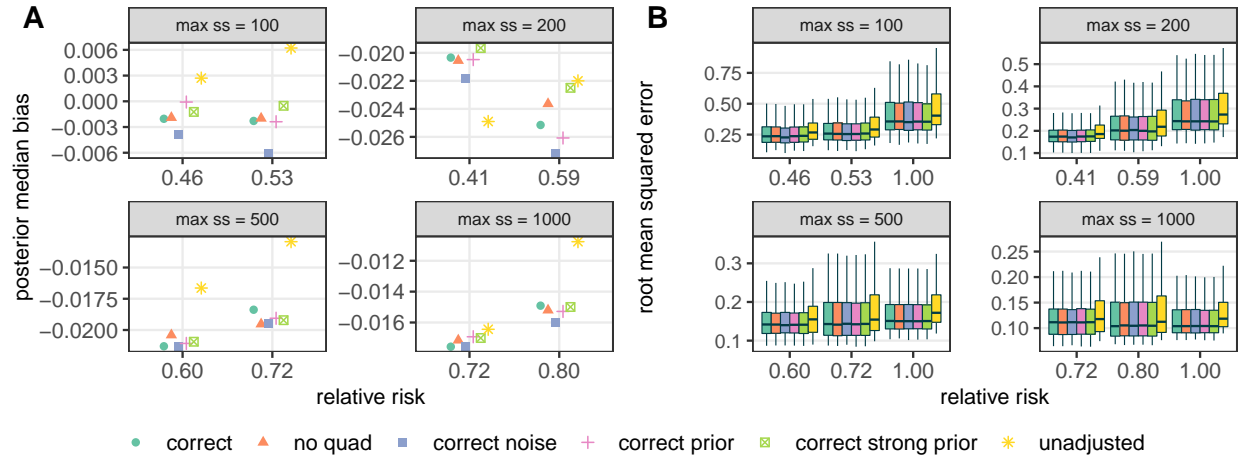 A
B
max ss = 100
max ss = 200
max ss = 100
max ss = 200
0.006
0.003
0.000
−0.003
−0.006
−0.020
−0.022
−0.024
−0.026
0.75
0.50
0.25
0.5
0.4
0.3
0.2
0.1
0.46 0.53
0.41 0.59
0.46 0.53 1.00
0.41 0.59 1.00
max ss = 500
max ss = 1000
max ss = 500
max ss = 1000
−0.0150
−0.0175
−0.0200
−0.012
−0.014
−0.016
0.3
0.2
0.1
0.25
0.20
0.15
0.10
0.60 0.72
0.72 0.80
0.60 0.72 1.00
0.72 0.80 1.00
posterior median bias
root mean squared error
relative risk
relative risk
correct no quad correct noise correct prior correct strong prior unadjusted